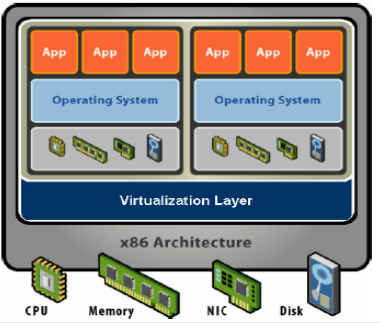 App App App App App App
Operating System Operating System
Virtualization Layer
x86 Architecture
CPU Memory NIC Disk